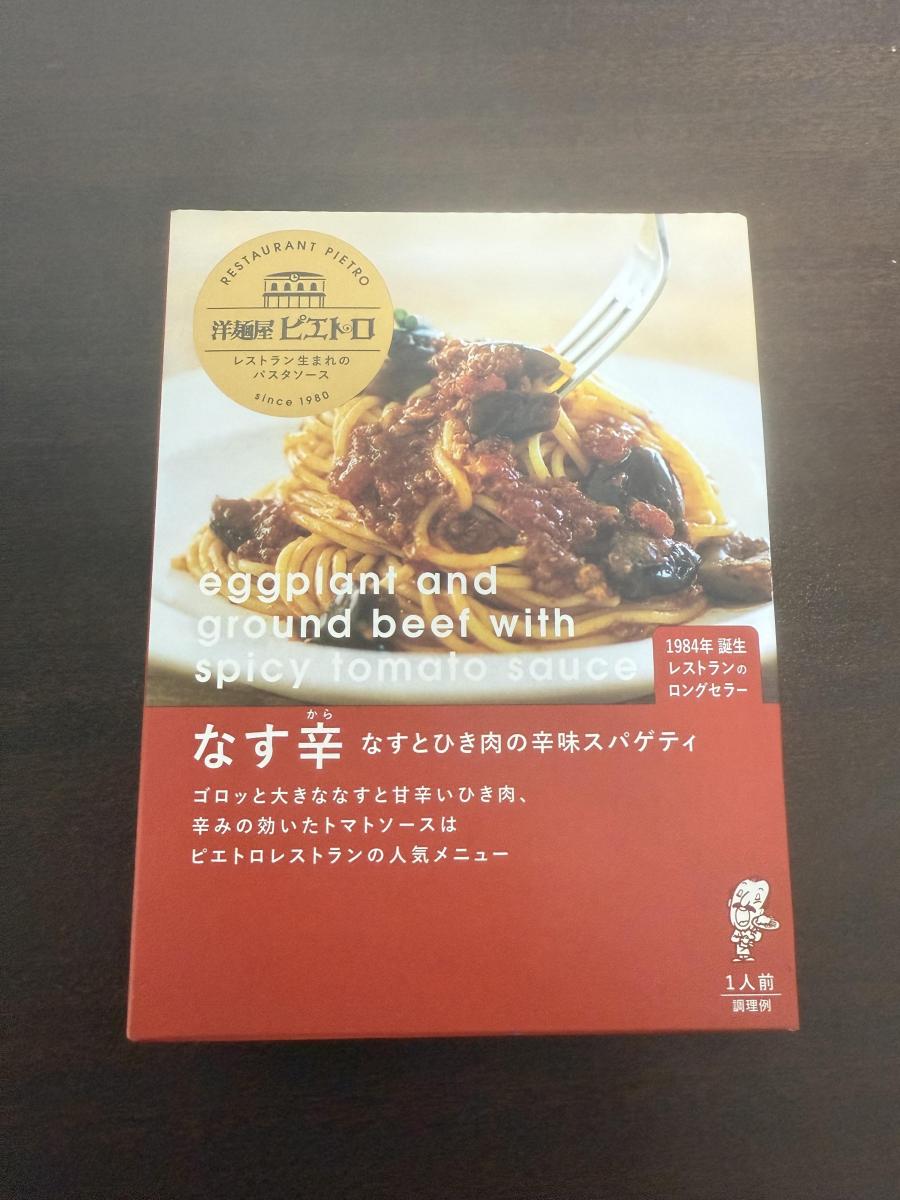 RESTAURANT PIETRO
洋麺屋 ピエトロ
レストラン生まれの
パスタソース
since 1980
eggplant and
ground beef with
spicy tomato sauce
1984年 誕生
レストランの
ロングセラー
から
なす辛 なすとひき肉の辛味スパゲティ
ゴロッと大きななすと甘辛いひき肉、
辛みの効いたトマトソースは
ピエトロレストランの人気メニュー
1人前
調理例